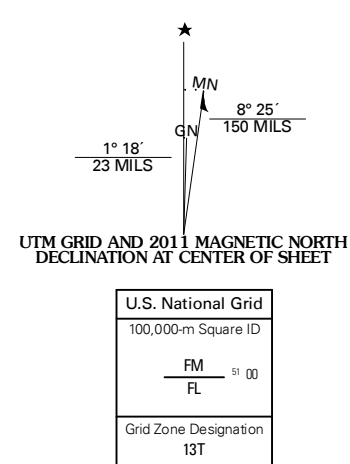 MN
GN
8° 25´
150 MILS
1° 18´
23 MILS
UTM GRID AND 2011 MAGNETIC NORTH
DECLINATION AT CENTER OF SHEET
U.S. National Grid
100,000-m Square ID
FM
51 00
FL
Grid Zone Designation
13T